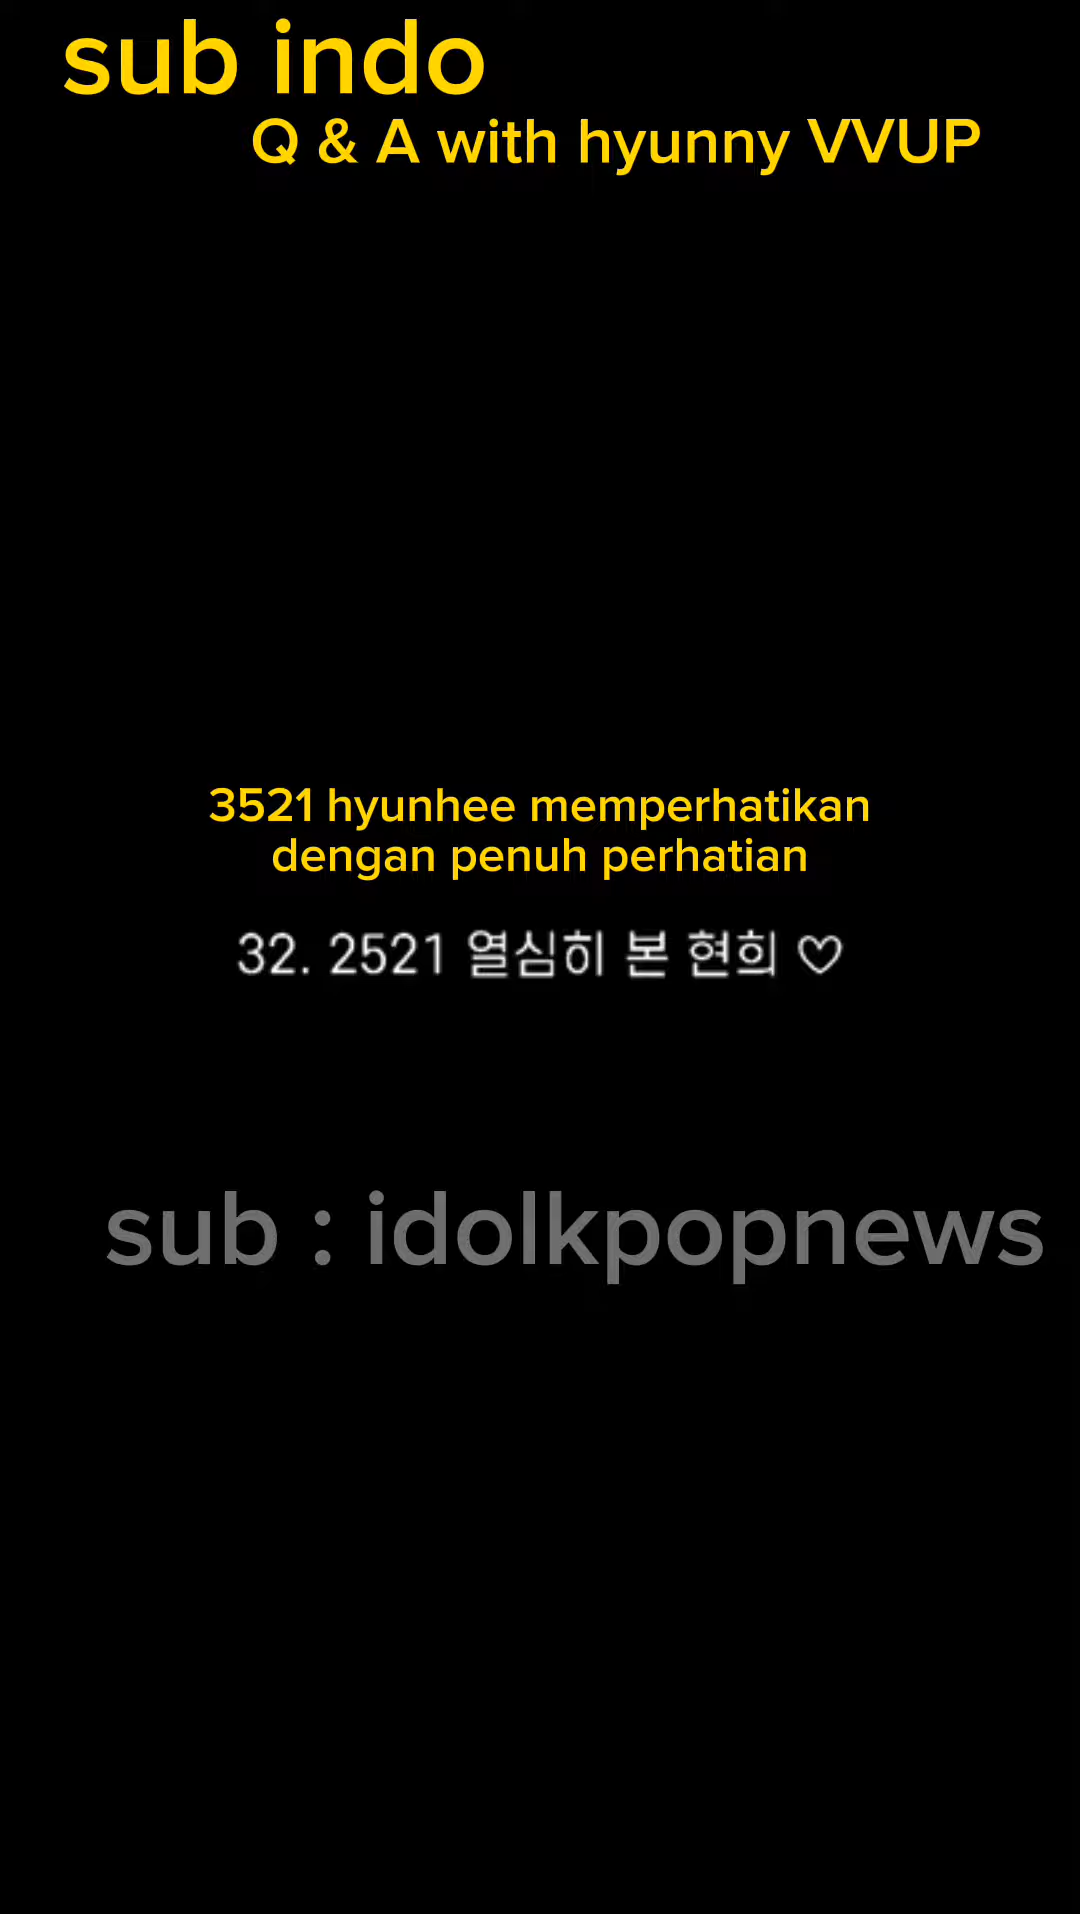 sub indo
Q & A with hyunny VVUP
3521 hyunhee memperhatikan
dengan penuh perhatian
32. 2521 열심히 본 현희 ♡
sub : idolkpopnews